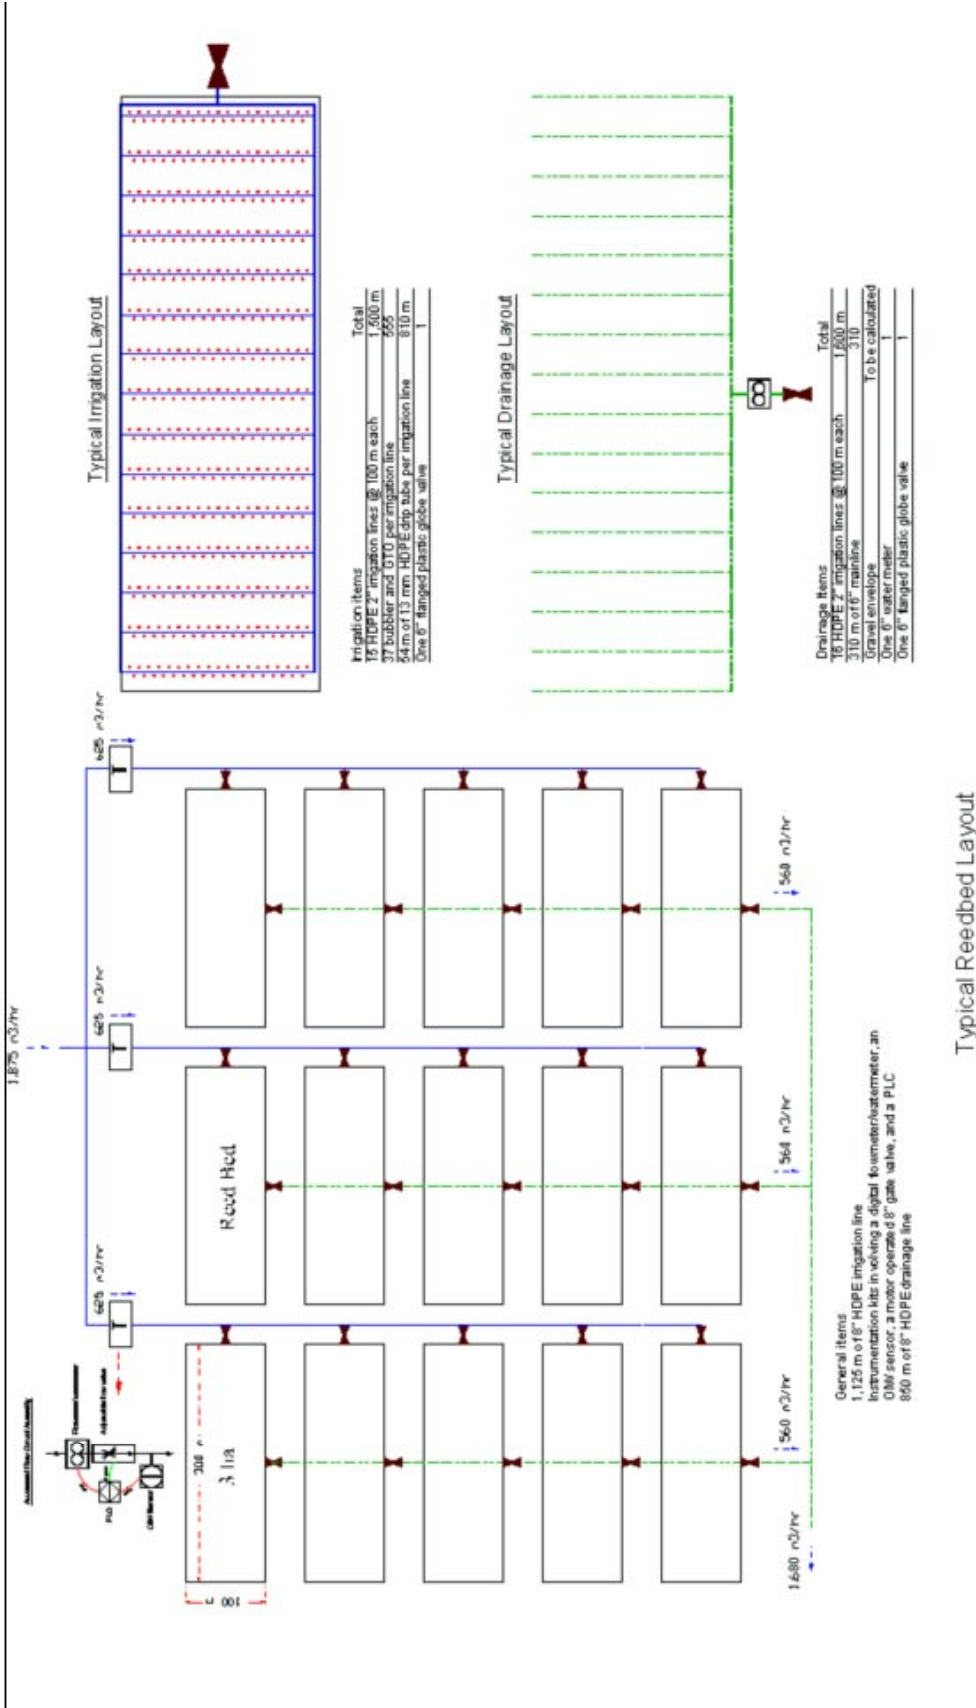 1,875 m3/hr
625 m3/hr
625 m3/hr
625 m3/hr
PLC
300 m
100 m
3 ha
Reed Bed
560 m3/hr
560 m3/hr
560 m3/hr
1,680 m3/hr
General items
1,125 m of 8" HDPE irrigation line
Instrumentation kits involving a digital flowmeter/watermeter, an
OIW sensor, a motor operated 8" gate valve, and a PLC
850 m of 8" HDPE drainage line
Typical Irrigation Layout
Irrigation items Total
15 HDPE 2" irrigation lines @ 100 m each 1,500 m
37 bubbler and GTO per irrigation line 555
54 m of 13 mm HDPE drip tube per irrigation line 810 m
One 6" flanged plastic globe valve 1
Typical Drainage Layout
Drainage Items Total
16 HDPE 2" irrigation lines @ 100 m each 1,600 m
310 m of 6" mainline 310
Gravel envelope To be calculated
One 6" water meter 1
One 6" flanged plastic globe valve 1
Typical Reedbed Layout